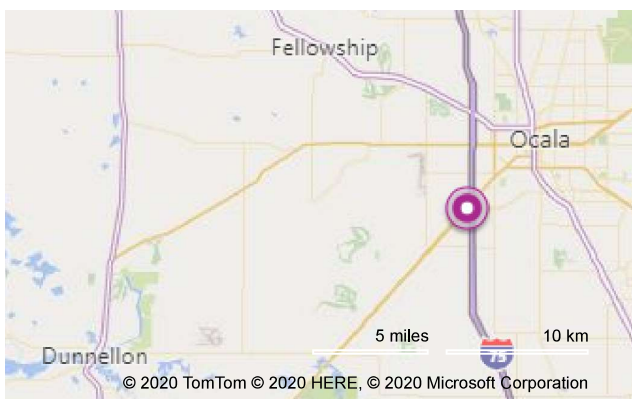 Fellowship
Ocala
5 miles
10 km
75
Dunnellon
© 2020 TomTom © 2020 HERE, © 2020 Microsoft Corporation